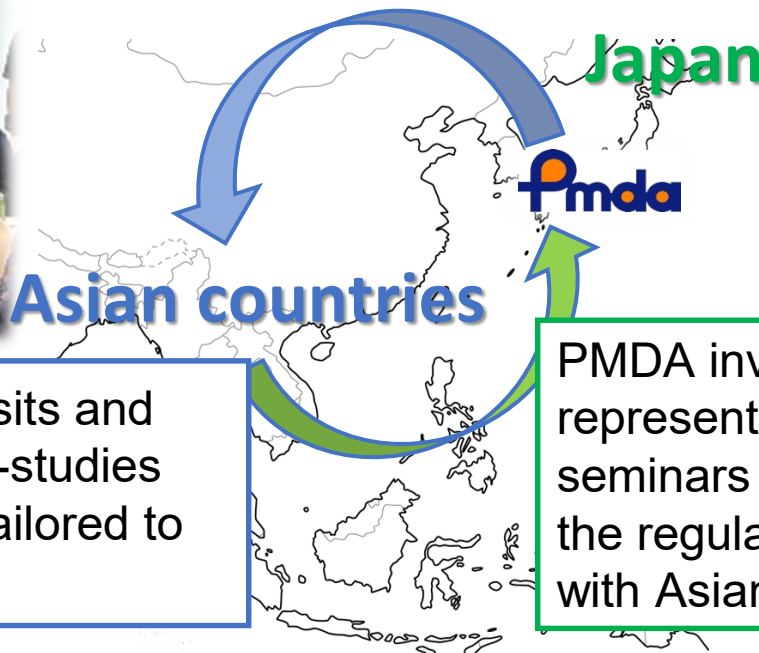 Japan
Pmda
Asian countries
sits and
-studies
ailored to
PMDA inv
represent
seminars
the regula
with Asian